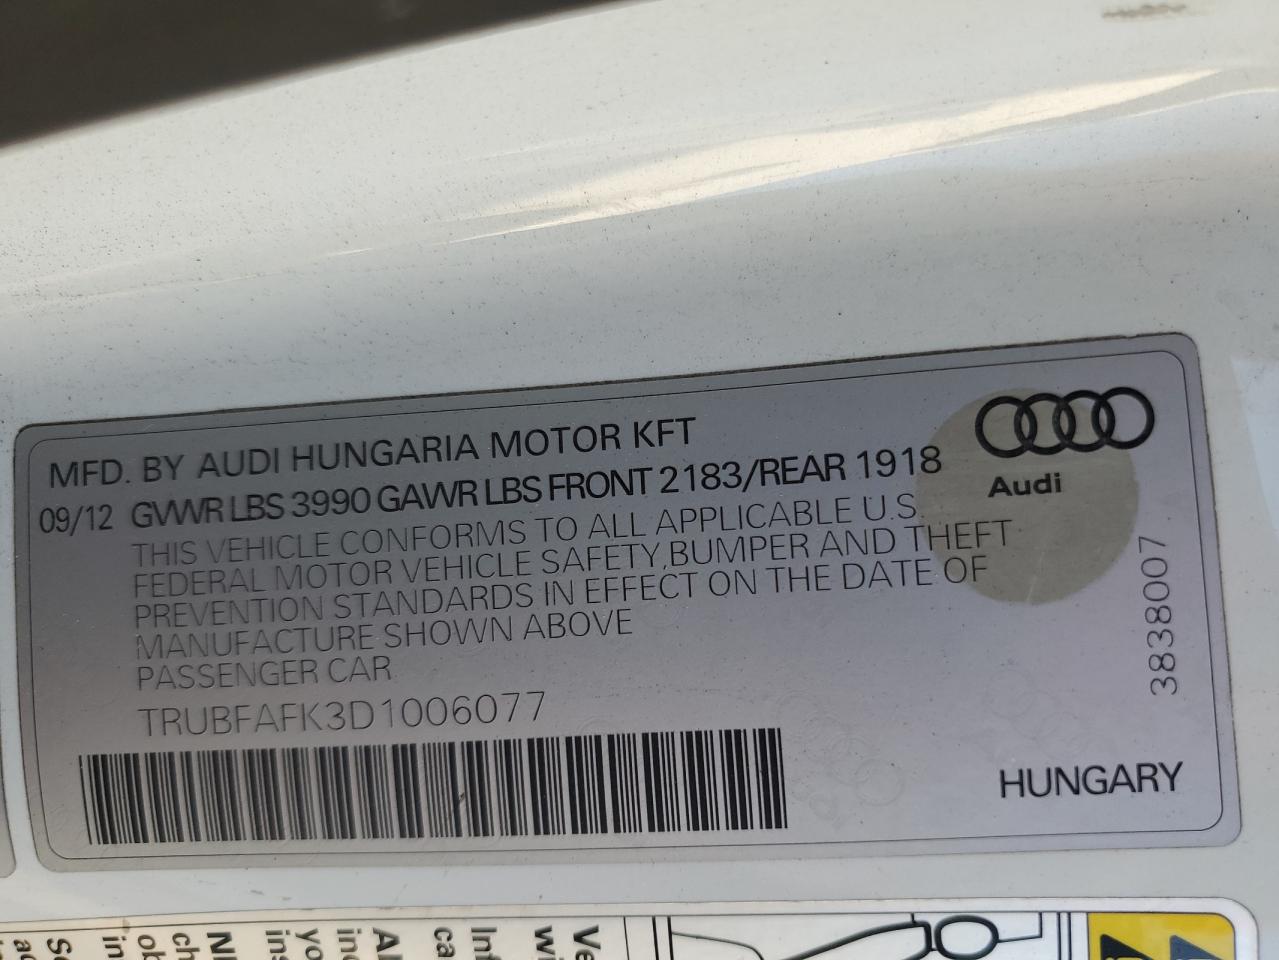 MFD. BY AUDI HUNGARIA MOTOR KFT
09/12 GVWR LBS 3990 GAWR LBS FRONT 2183/REAR 1918
THIS VEHICLE CONFORMS TO ALL APPLICABLE U.S.
FEDERAL MOTOR VEHICLE SAFETY, BUMPER AND THEFT
PREVENTION STANDARDS IN EFFECT ON THE DATE OF
MANUFACTURE SHOWN ABOVE
PASSENGER CAR
TRUBFAFK3D1006077
Audi
3838007
HUNGARY